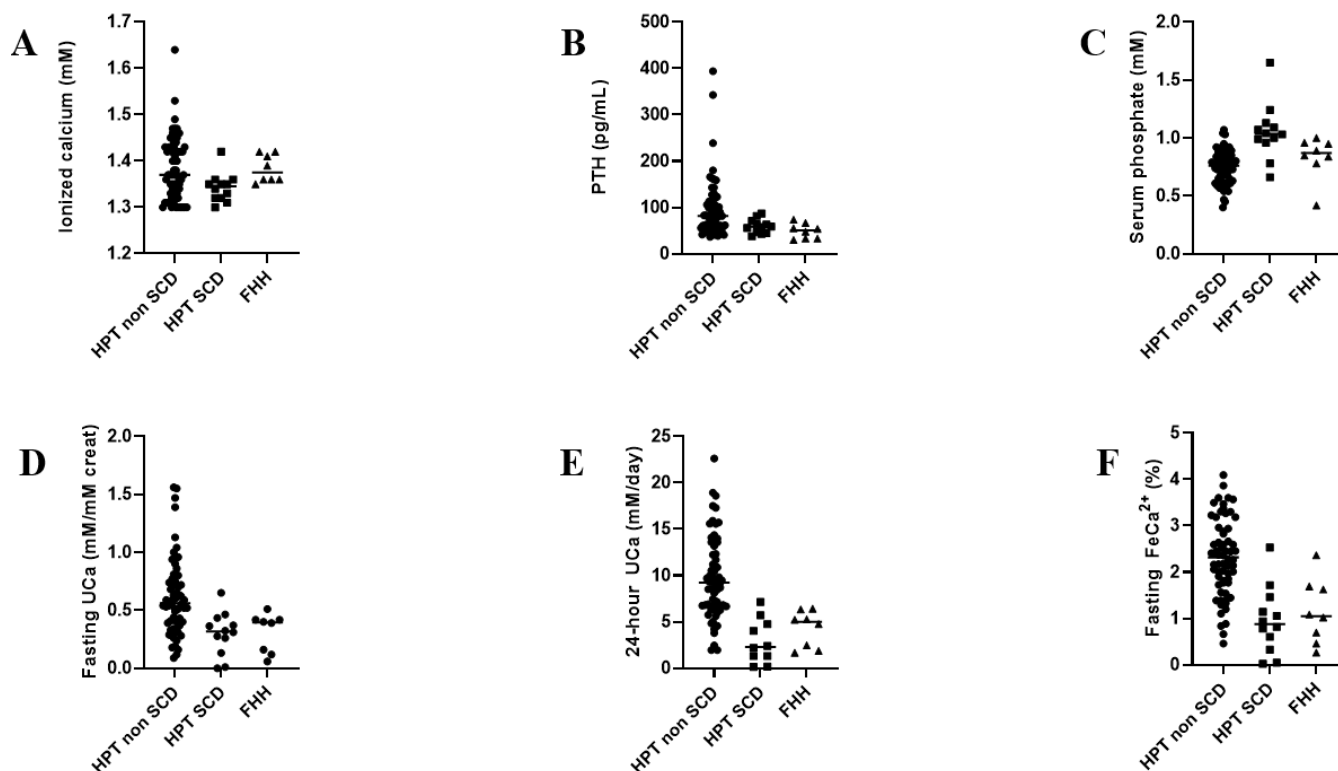 A
Ionized calcium (mM)
1.7
1.6
1.5
1.4
1.3
1.2
HPT non SCD
HPT SCD
FHH
B
PTH (pg/mL)
500
400
300
200
100
0
HPT non SCD
HPT SCD
FHH
C
Serum phosphate (mM)
2.0
1.5
1.0
0.5
0.0
HPT non SCD
HPT SCD
FHH
D
Fasting UCa (mM/mM creat)
2.0
1.5
1.0
0.5
0.0
HPT non SCD
HPT SCD
FHH
E
24-hour UCa (mM/day)
25
20
15
10
5
0
HPT non SCD
HPT SCD
FHH
F
Fasting FeCa²⁺ (%)
5
4
3
2
1
0
HPT non SCD
HPT SCD
FHH